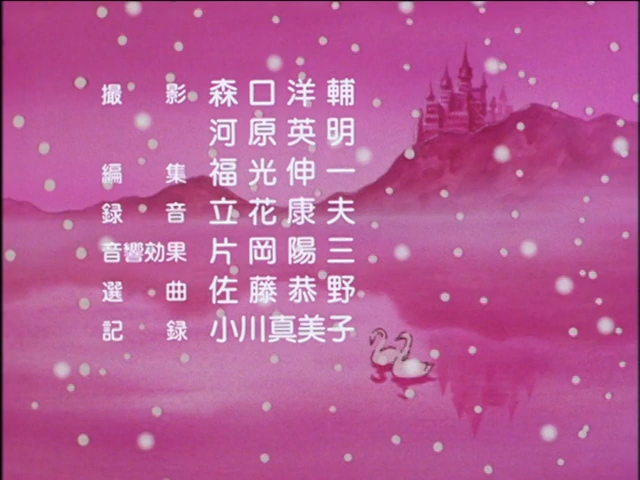 撮影 森口洋輔
河原英明
編集 福光伸一
録音 立花康夫
音響効果 片岡陽三
選曲 佐藤恭野
記録 小川真美子